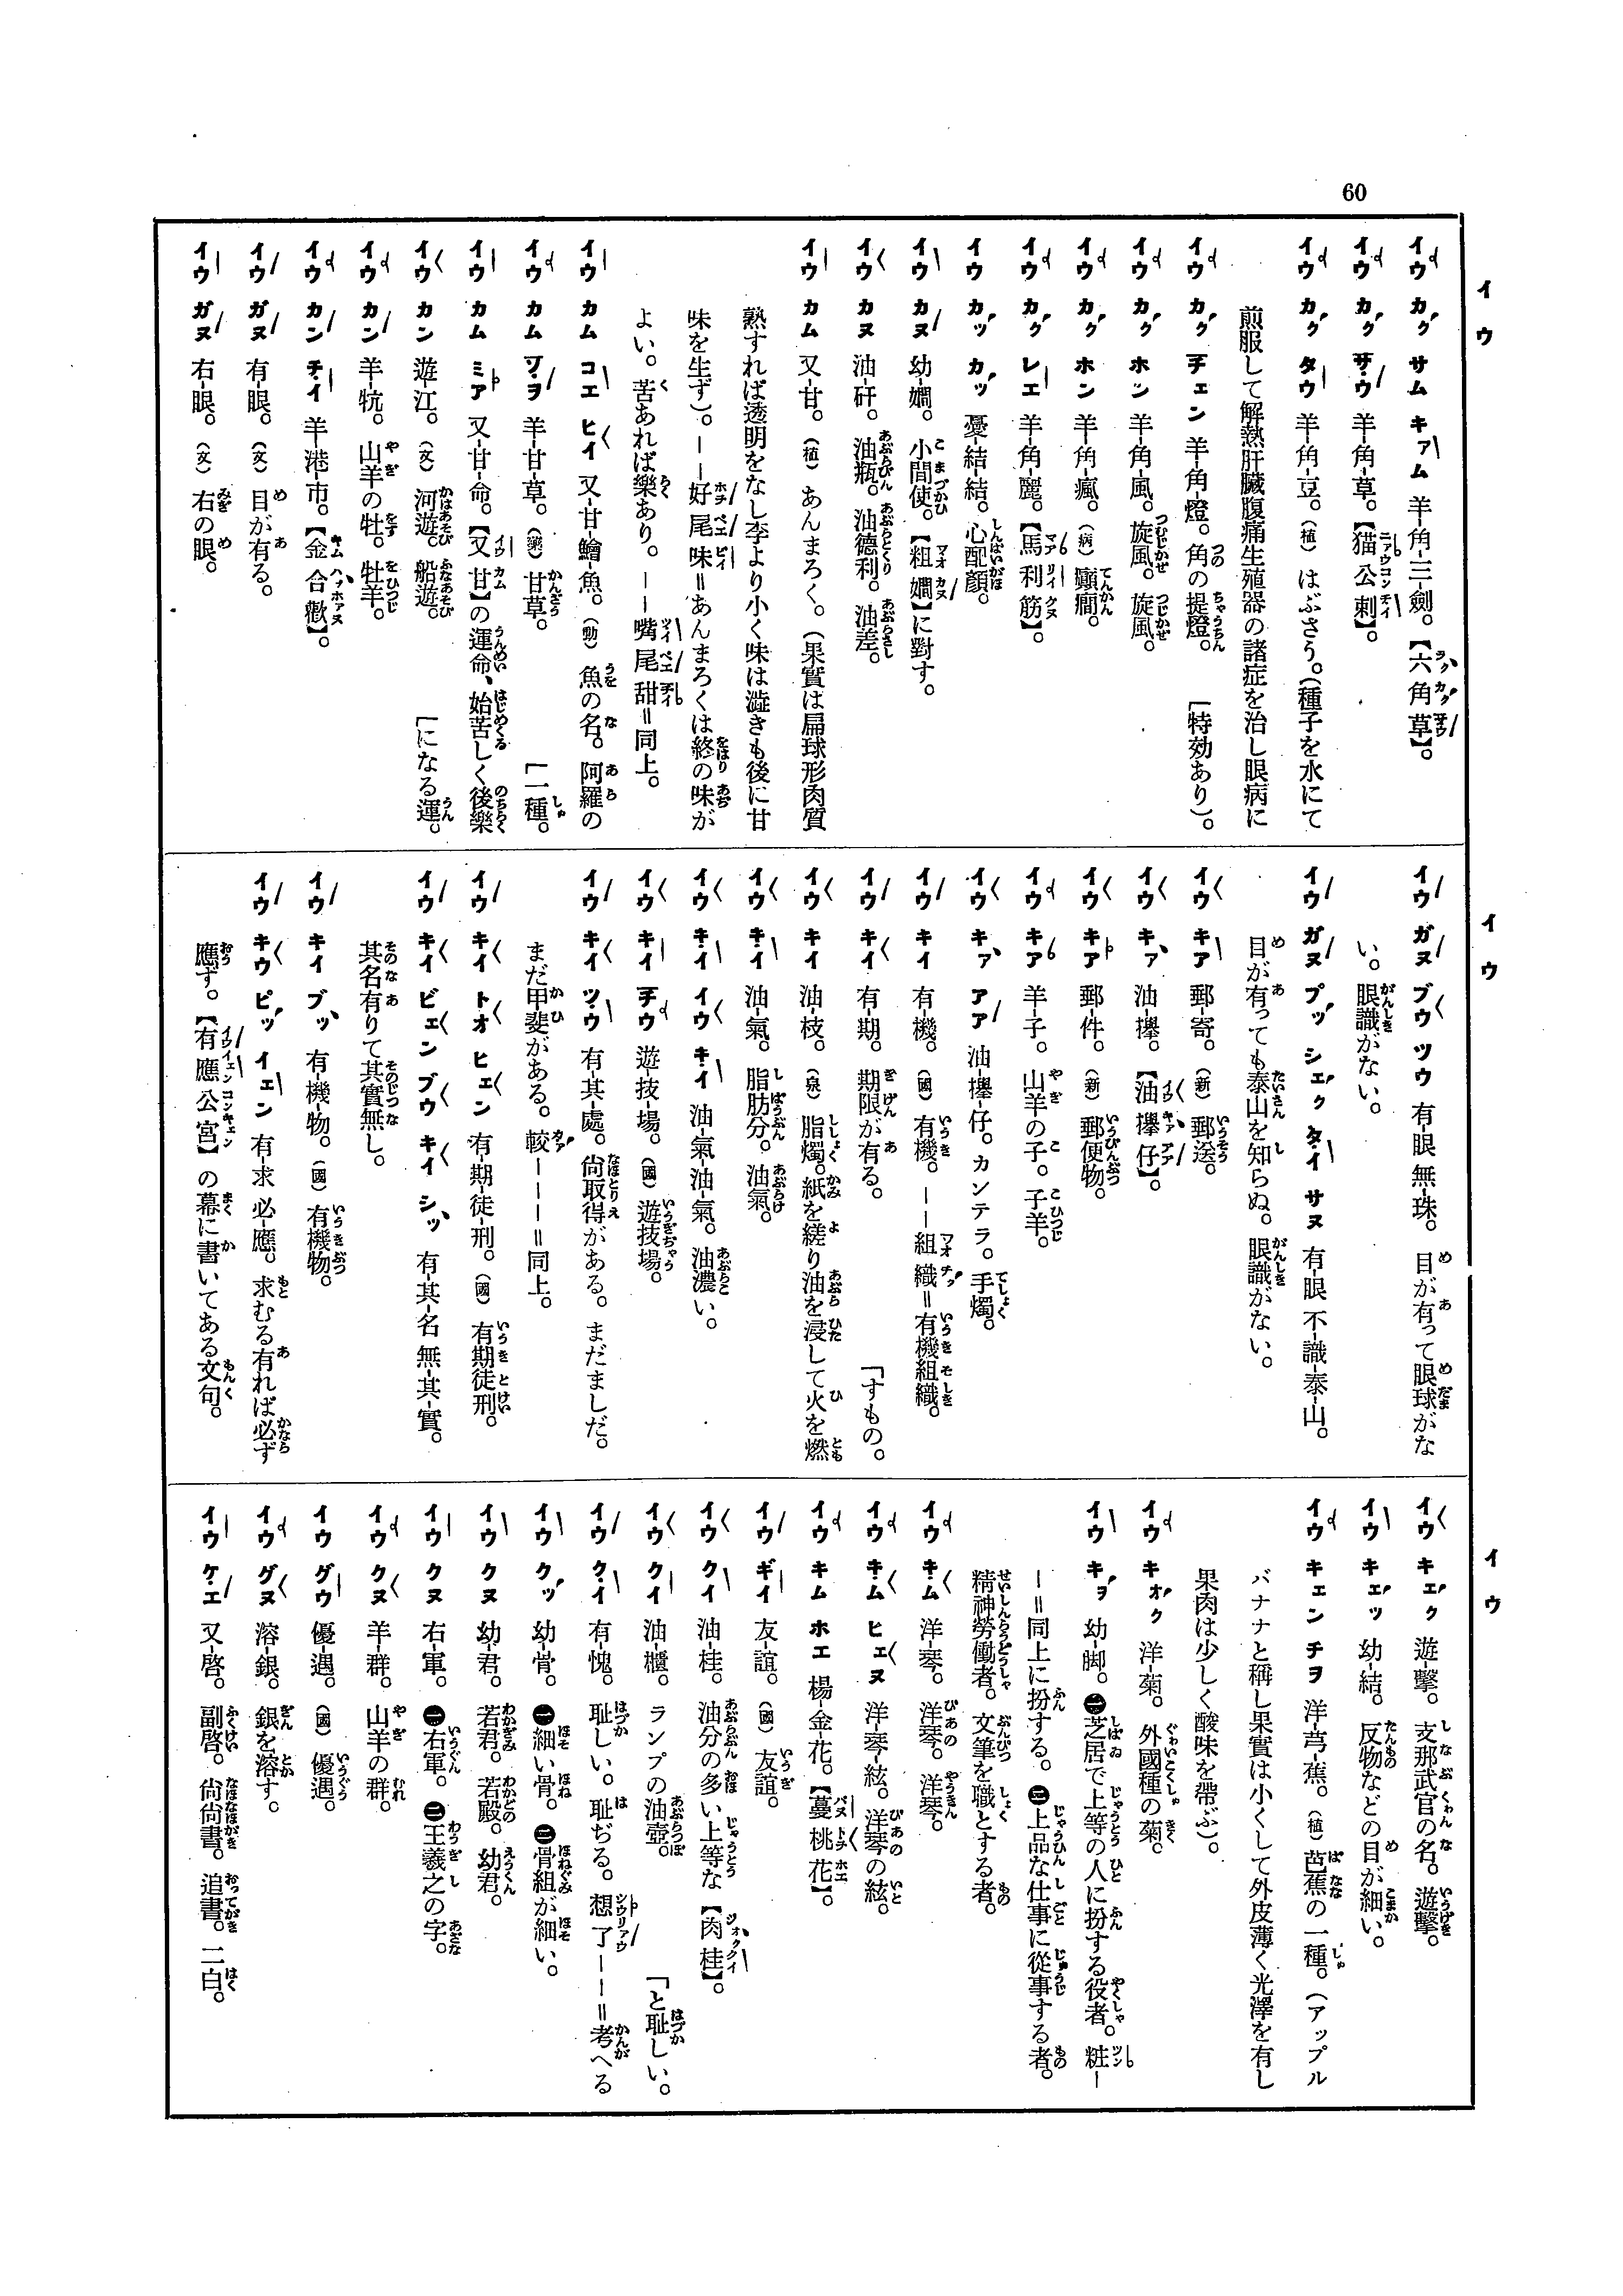 60
イウ
イウ カク サム キァム 羊-角-三-劍。【六角草】。
イウ カク サウ 羊-角-草。【猫公刺】。
イウ カク タウ 羊-角-豆。（植）はぶさう。（種子を水にて
煎服して解熱肝臟腹痛生殖器の諸症を治し眼病に
イウ カク チェン 羊-角-燈。角の提燈。「特効あり）。
イウ カク ホン 羊-角-風。旋風。旋風。
イウ カク ホン 羊-角-瘋。（病）顚癇。
イウ カク レエ 羊-角-麗。【馬利筋】。
イウ カッ カッ 憂-結-結。心配顏。
イウ カヌ 幼-嫺。小間使。【粗嫺】に對す。
イウ カヌ 油-矸。油瓶。油德利。油差。
イウ カム 又-甘。（植）あんまろく。（果實は扁球形肉質
熟すれば透明をなし李より小く味は澁きも後に甘
味を生ず）。――好尾味＝あんまろくは終の味が
よい。苦あれば樂あり。――嘴尾甜＝同上。
イウ カム コエ ヒイ 又-甘-鱠-魚。（動）魚の名。阿羅の
イウ カム ツヲ 羊-甘-草。（藥）甘草。「一種。
イウ カム ミア 又-甘-命。【又甘】の運命、始苦しく後樂
イウ カン 遊-江。（文）河遊。船遊。「になる運。
イウ カン 羊-犺。山羊の牡。牡羊。
イウ カン チイ 羊-港-市。【金合歡】。
イウ ガヌ 有-眼。（文）目が有る。
イウ ガヌ 右-眼。（文）右の眼。
イウ
イウ ガヌ ブウ ツウ 有-眼 無-珠。目が有って眼球がな
い。眼識がない。
イウ ガヌ プッ シェク タイ サヌ 有-眼 不-識-泰-山。
目が有っても泰山を知らぬ。眼識がない。
イウ キア 郵-寄。（新）郵送。
イウ キァ 油-攑。【油攑仔】。
イウ キア 郵-件。（新）郵便物。
イウ キア 羊-子。山羊の子。子羊。
イウ キァ アア 油-攑-仔。カンテラ。手燭。
イウ キイ 有-機。（國）有機。――組織＝有機組織。
イウ キイ 有-期。期限が有る。「すもの。
イウ キイ 油-枝。（泉）脂燭。紙を縒り油を浸して火を燃
イウ キイ 油-氣。脂肪分。油氣。
イウ キイ イウ キイ 油-氣-油-氣。油濃い。
イウ キイ チウ 遊-技-場。（國）遊技場。
イウ キイ ツウ 有-其-處。尙取得がある。まだましだ。
まだ甲斐がある。較―――＝同上。
イウ キイ トオ ヒェン 有-期-徒-刑。（國）有期徒刑。
イウ キイ ビェン ブウ キイ シッ 有-其-名 無-其-實。
其名有りて其實無し。
イウ キイ ブッ 有-機-物。（國）有機物。
イウ キウ ピッ イェン 有-求 必-應。求むる有れば必ず
應ず。【有應公宮】の幕に書いてある文句。
イウ
イウ キェク 遊-擊。支那武官の名。遊擊。
イウ キェッ 幼-結。反物などの目が細い。
イウ キェン チヲ 洋-芎-蕉。（植）芭蕉の一種。（アップル
バナナと稱し果實は小くして外皮薄く光澤を有し
果肉は少しく酸味を帶ぶ）。
イウ キォク 洋-菊。外國種の菊。
イウ キヲ 幼-脚。㊀芝居で上等の人に扮する役者。粧―
―＝同上に扮する。㊁上品な仕事に從事する者。
精神勞働者。文筆を職とする者。
イウ キム 洋-琴。洋琴。洋琴。
イウ キム ヒェヌ 洋-琴-絃。洋琴の絃。
イウ キム ホエ 楊-金-花。【蔓桃花】。
イウ ギイ 友-誼。（國）友誼。
イウ クイ 油-桂。油分の多い上等な【肉桂】。
イウ クイ 油-櫃。ランプの油壺。「と耻しい。
イウ クイ 有-愧。耻しい。耻ぢる。想了――＝考へる
イウ クッ 幼-骨。㊀細い骨。㊁骨組が細い。
イウ クヌ 幼-君。若君。若殿。幼君。
イウ クヌ 右-軍。㊀右軍。㊁王羲之の字。
イウ クヌ 羊-群。山羊の群。
イウ グウ 優-遇。（國）優遇。
イウ グヌ 溶-銀。銀を溶す。
イウ ケエ 又-啓。副啓。尙尙書。追書。二白。